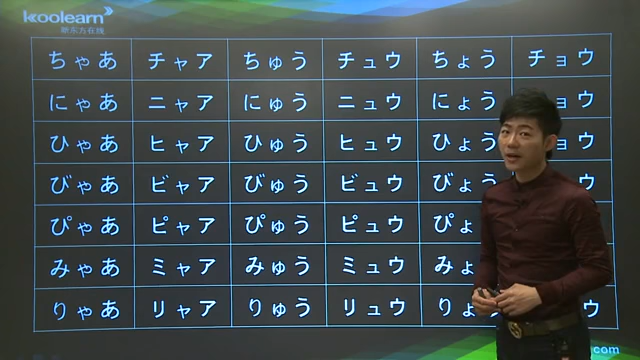 koolearn
新东方在线
ちゃあ チャア ちゅう チュウ ちょう チョウ
にゃあ ニャア にゅう ニュウ にょう ョウ
ひゃあ ヒャア ひゅう ヒュウ ひょう ョウ
びゃあ ビャア びゅう ビュウ びょう ウ
ぴゃあ ピャア ぴゅう ピュウ ぴょ
みゃあ ミャア みゅう ミュウ みょ
りゃあ リャア りゅう リュウ りょ ウ
.com